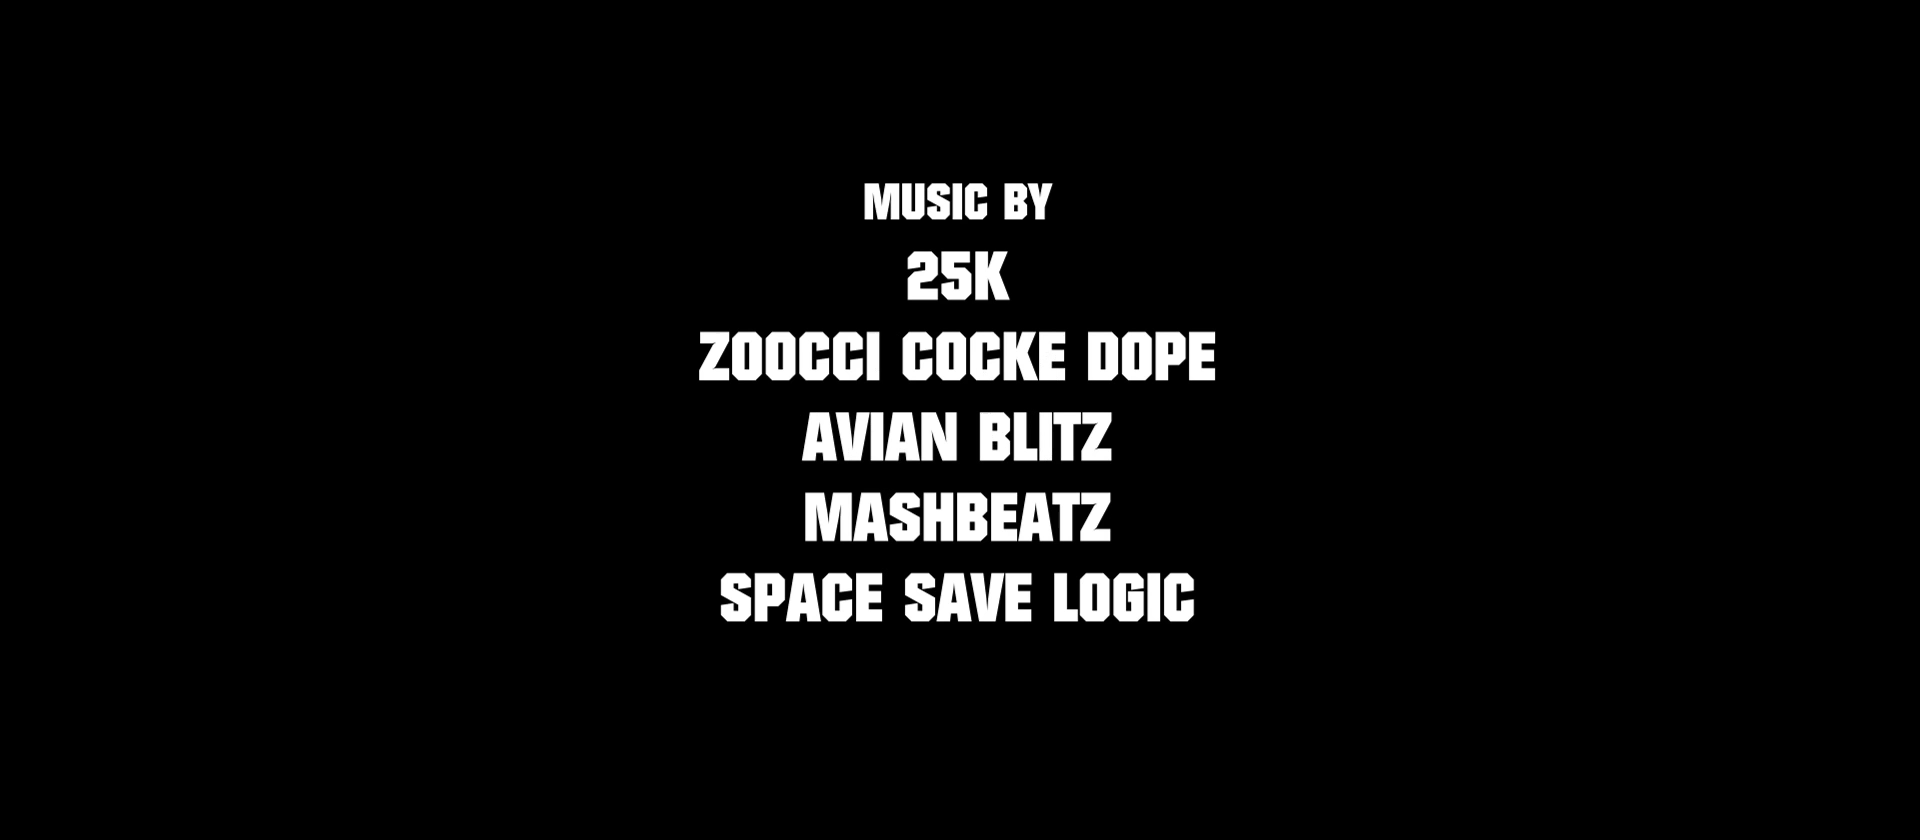 MUSIC BY
25K
ZOOCCI COCKE DOPE
AVIAN BLITZ
MASHBEATZ
SPACE SAVE LOGIC